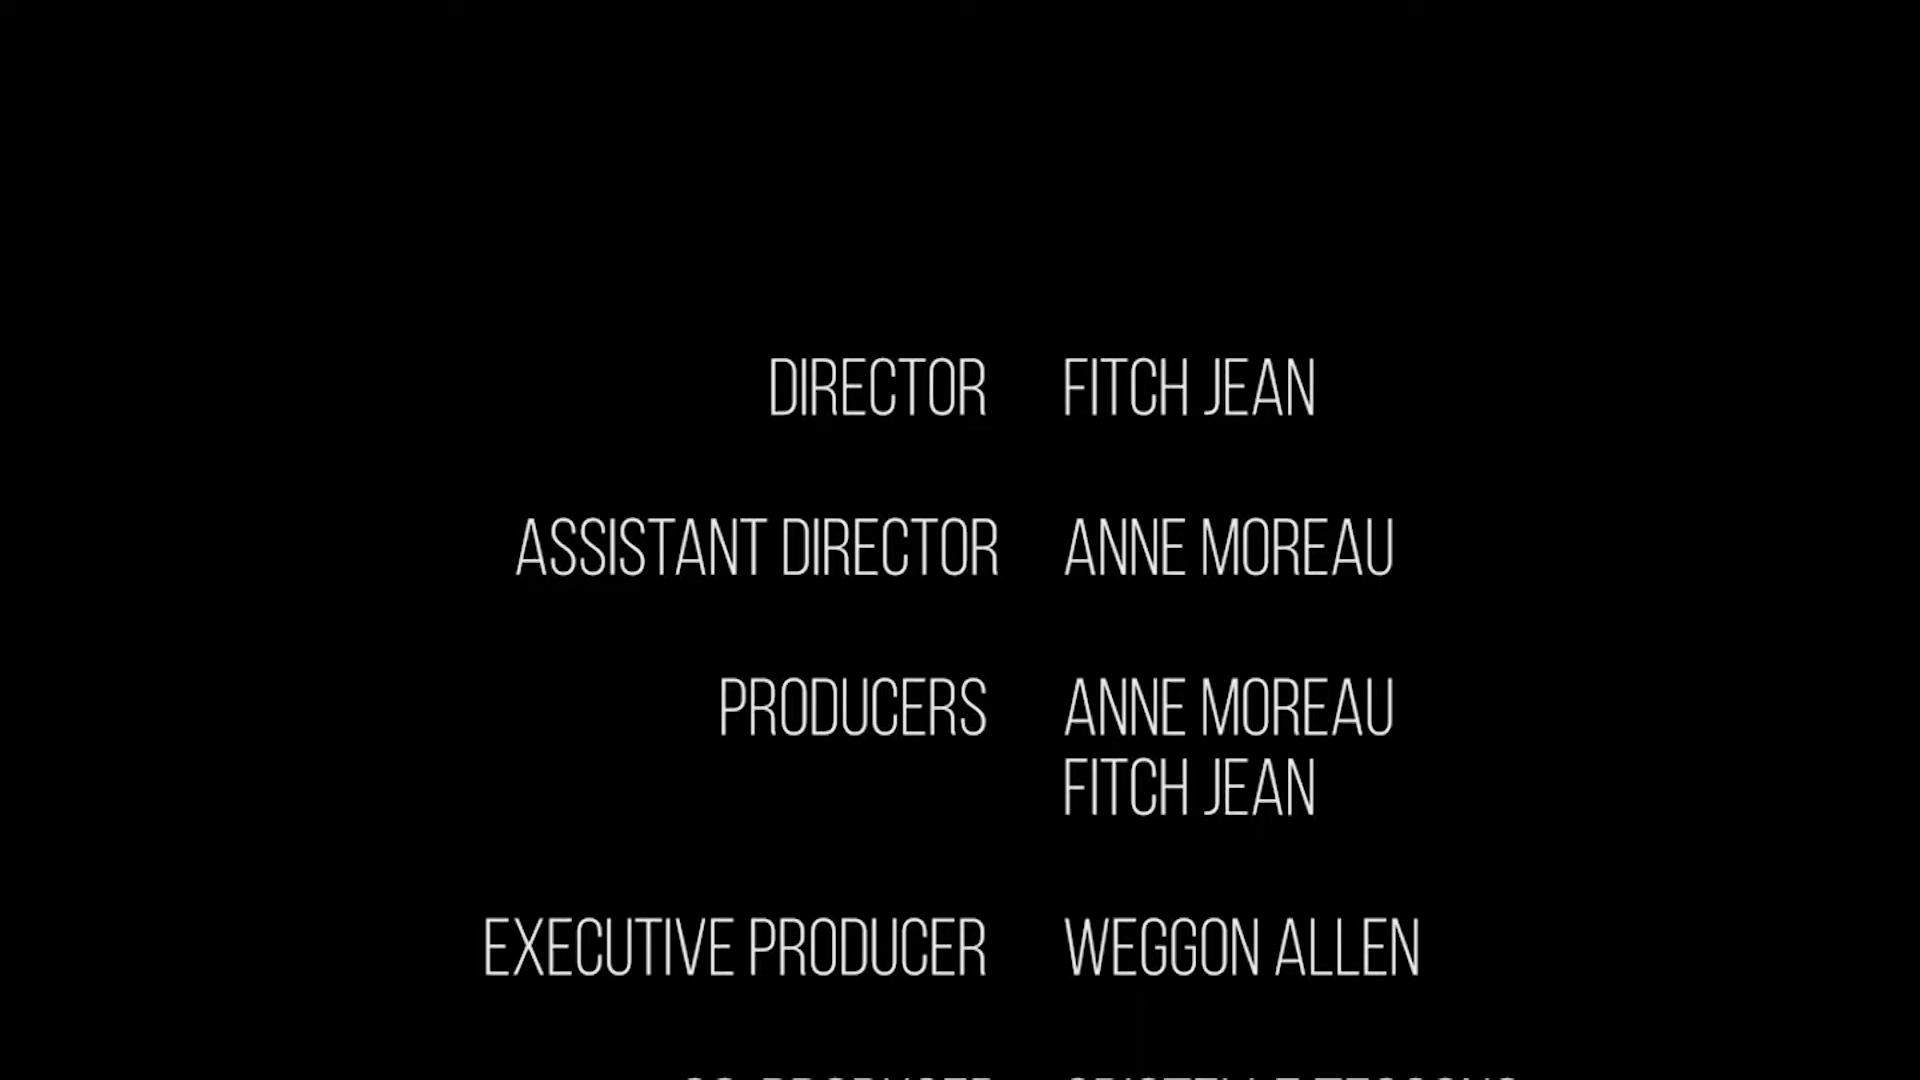 DIRECTOR FITCH JEAN
ASSISTANT DIRECTOR ANNE MOREAU
PRODUCERS ANNE MOREAU
FITCH JEAN
EXECUTIVE PRODUCER WEGGON ALLEN